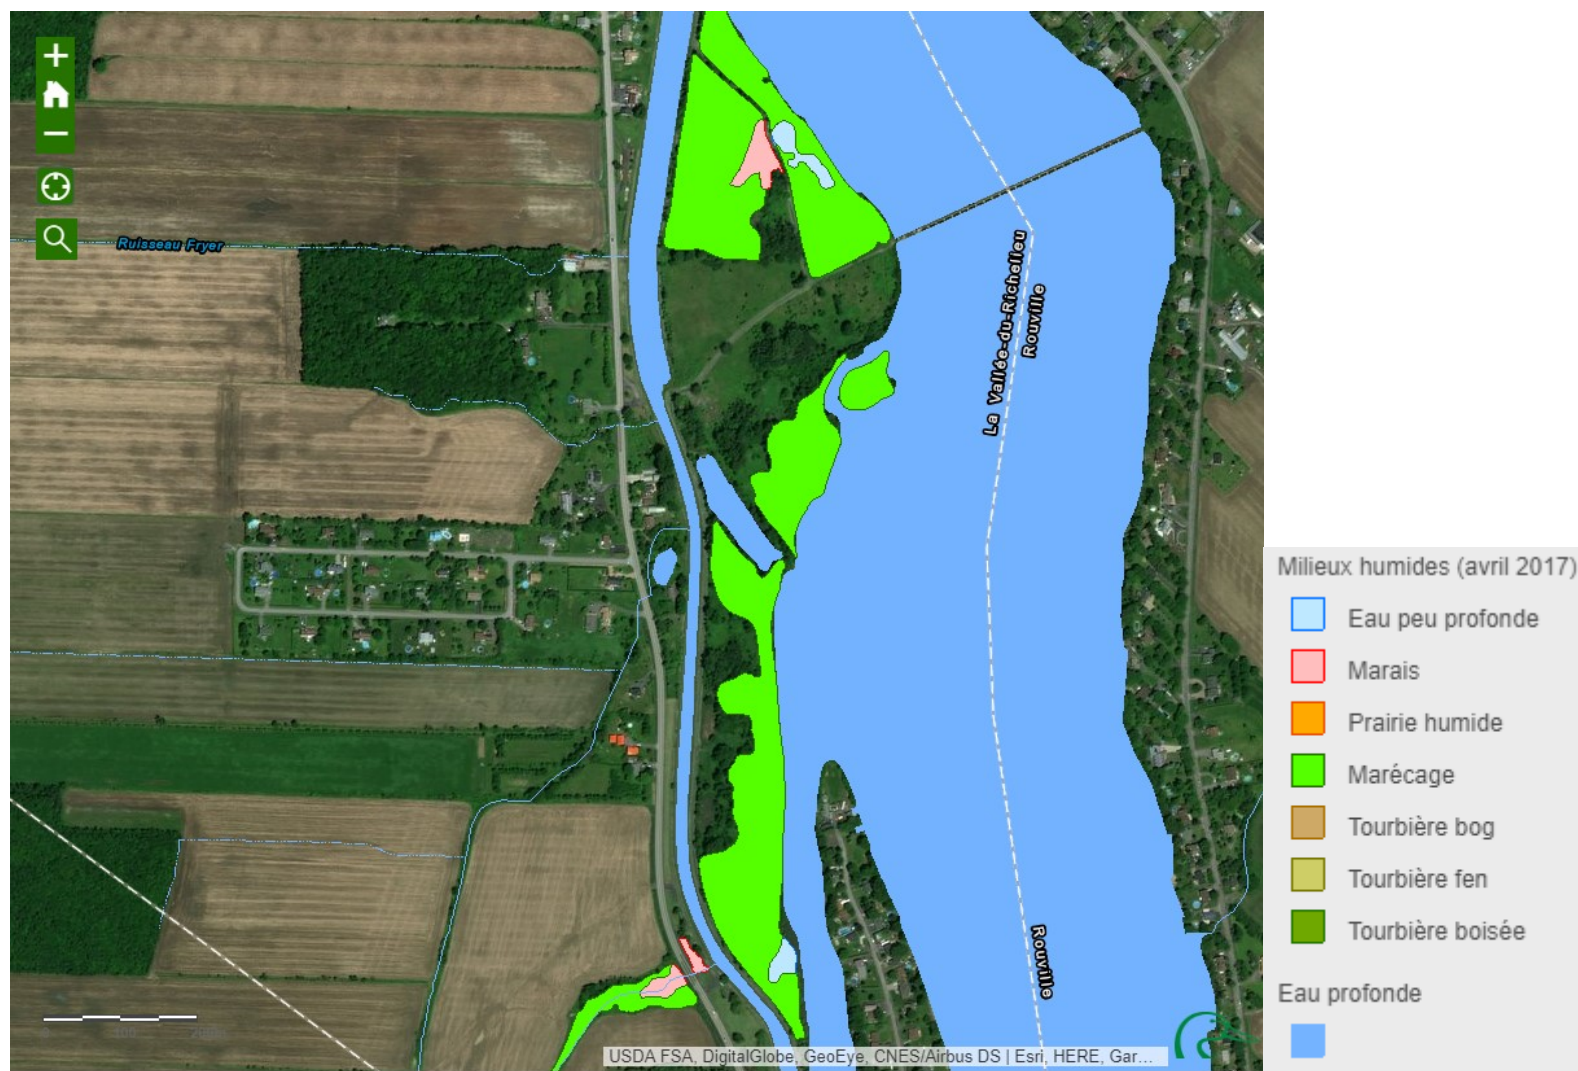 +
−
Ruisseau Fryer
La Vallée-du-Richelieu
Rouville
Rouville
USDA FSA, DigitalGlobe, GeoEye, CNES/Airbus DS | Esri, HERE, Gar...
Milieux humides (avril 2017)
Eau peu profonde
Marais
Prairie humide
Marécage
Tourbière bog
Tourbière fen
Tourbière boisée
Eau profonde